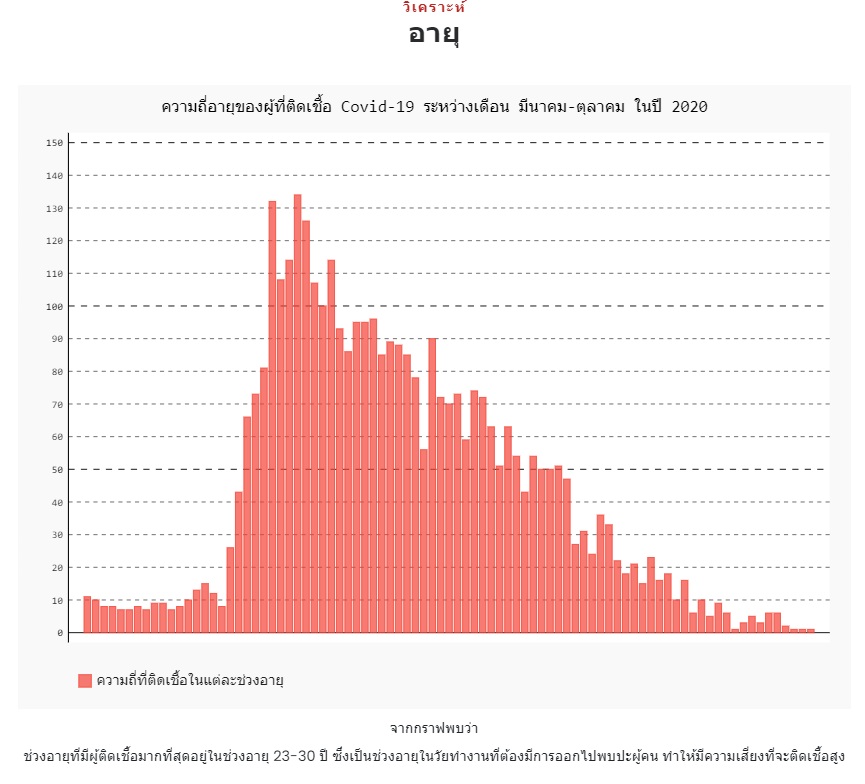 วิเคราะห์
อายุ
ความถี่อายุของผู้ที่ติดเชื้อ Covid-19 ระหว่างเดือน มีนาคม-ตุลาคม ในปี 2020
150
140
130
120
110
100
90
80
70
60
50
40
30
20
10
0
ความถี่ที่ติดเชื้อในแต่ละช่วงอายุ
จากกราฟพบว่า
ช่วงอายุที่มีผู้ติดเชื้อมากที่สุดอยู่ในช่วงอายุ 23-30 ปี ซึ่งเป็นช่วงอายุในวัยทำงานที่ต้องมีการออกไปพบปะผู้คน ทำให้มีความเสี่ยงที่จะติดเชื้อสูง